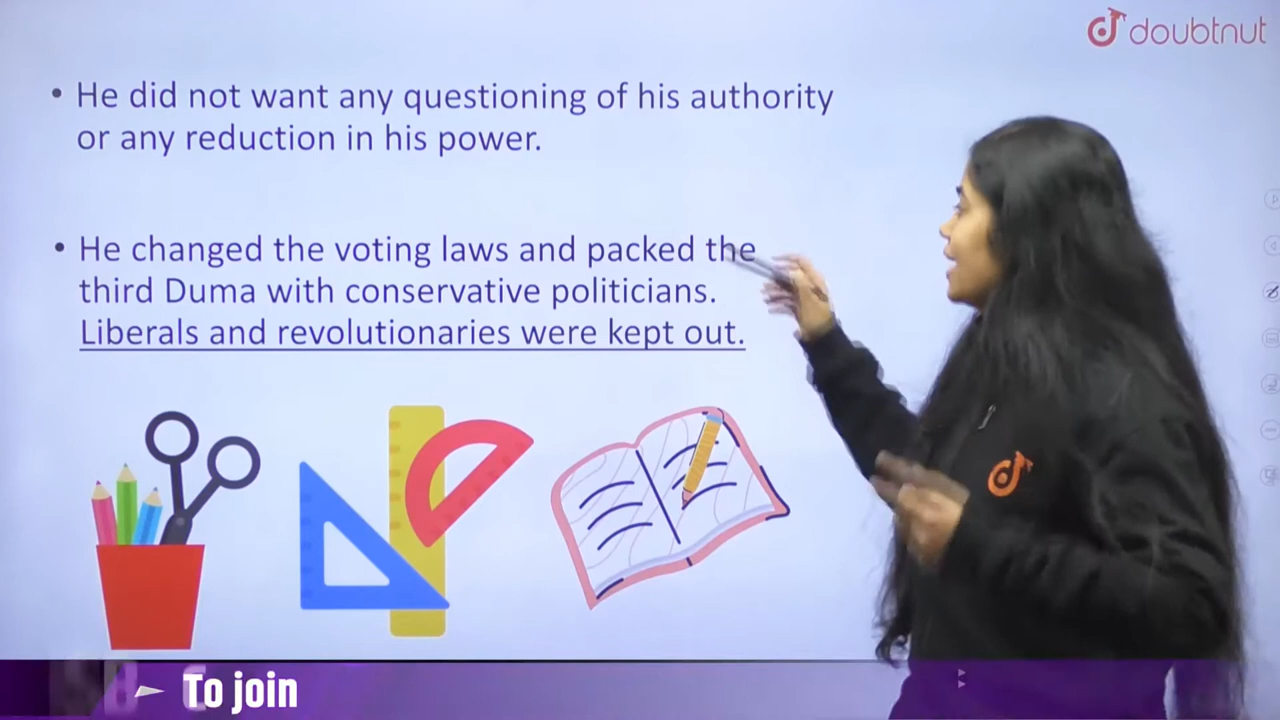 doubtnut
• He did not want any questioning of his authority
or any reduction in his power.
• He changed the voting laws and packed the
third Duma with conservative politicians.
Liberals and revolutionaries were kept out.
To join